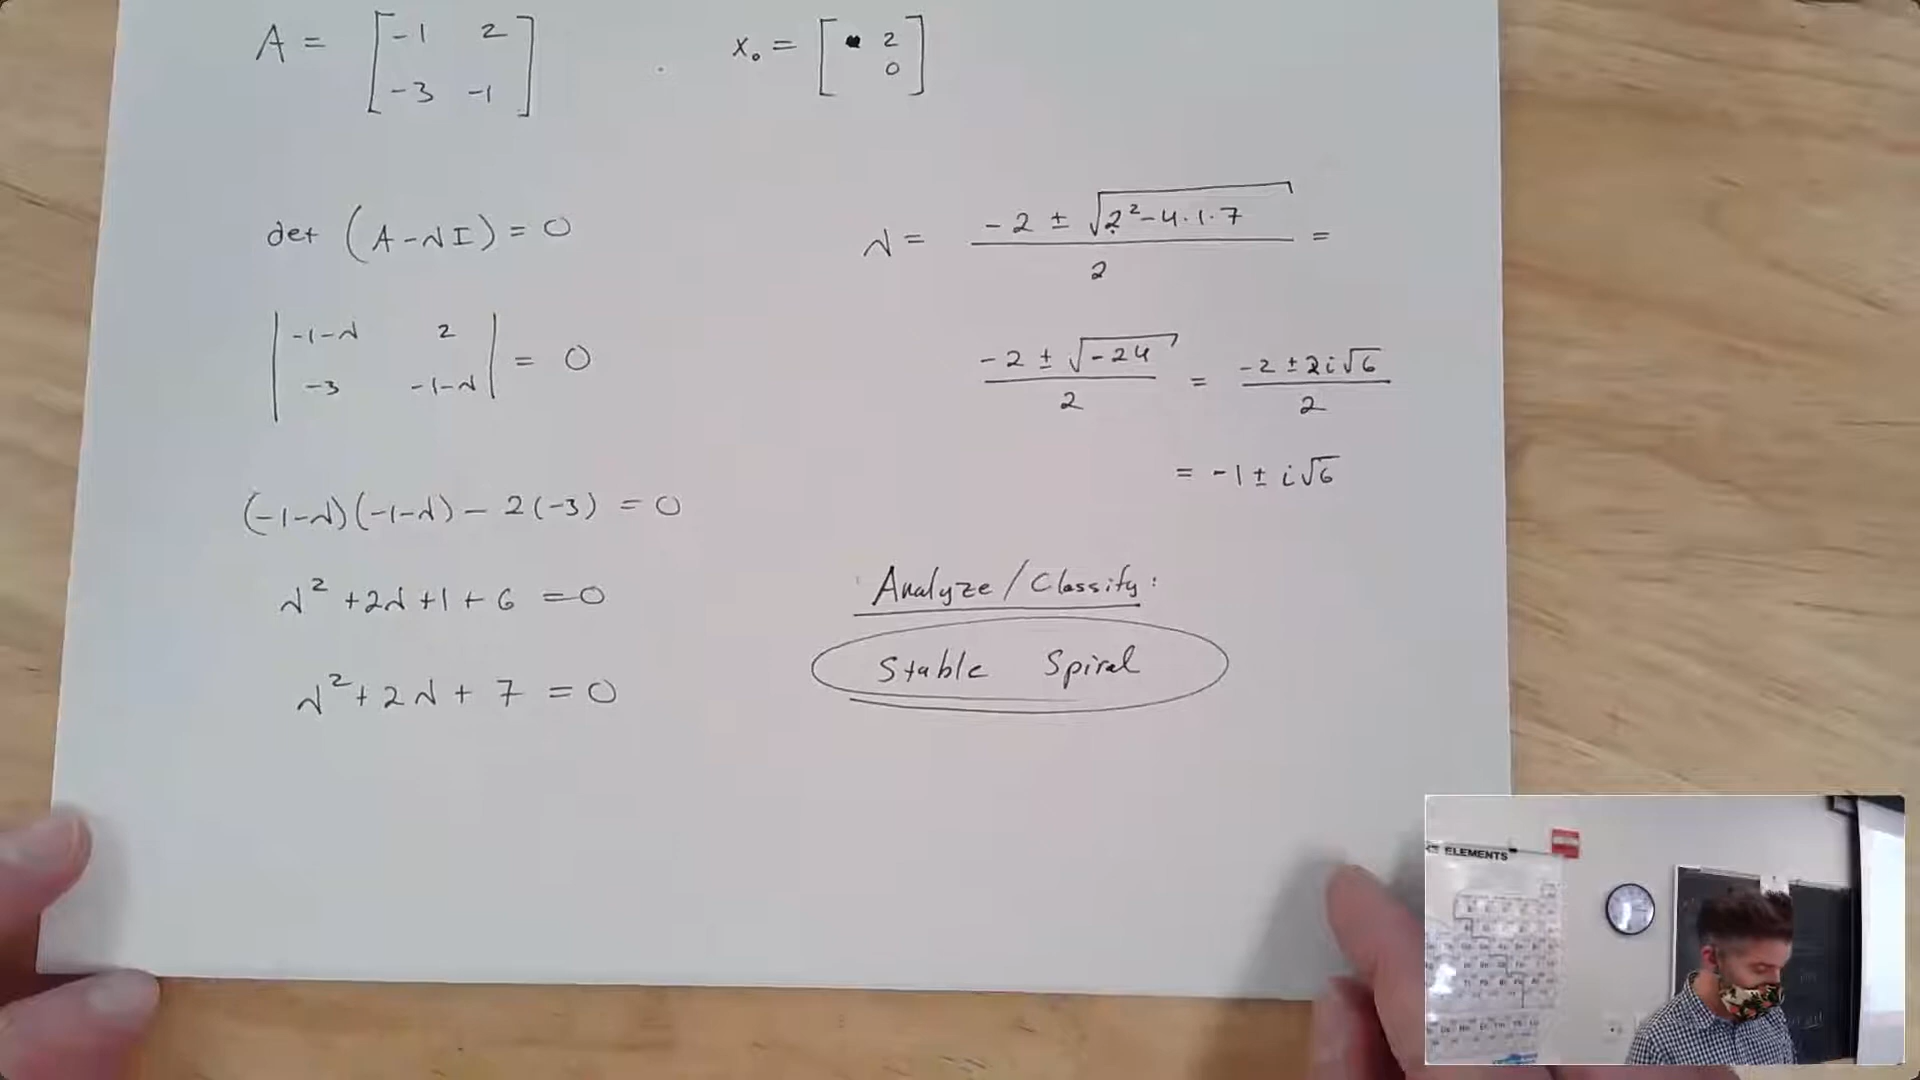 A = [ -1 2
-3 -1 ]
x₀ = [ 2
0 ]
det (A-λI) = 0
| -1-λ 2
-3 -1-λ | = 0
(-1-λ)(-1-λ) - 2(-3) = 0
λ² + 2λ + 1 + 6 = 0
λ² + 2λ + 7 = 0
λ = (-2 ± √(2²-4·1·7)) / 2 =
(-2 ± √(-24)) / 2 = (-2 ± 2i√6) / 2
= -1 ± i√6
Analyze/Classify:
Stable Spiral
ELEMENTS